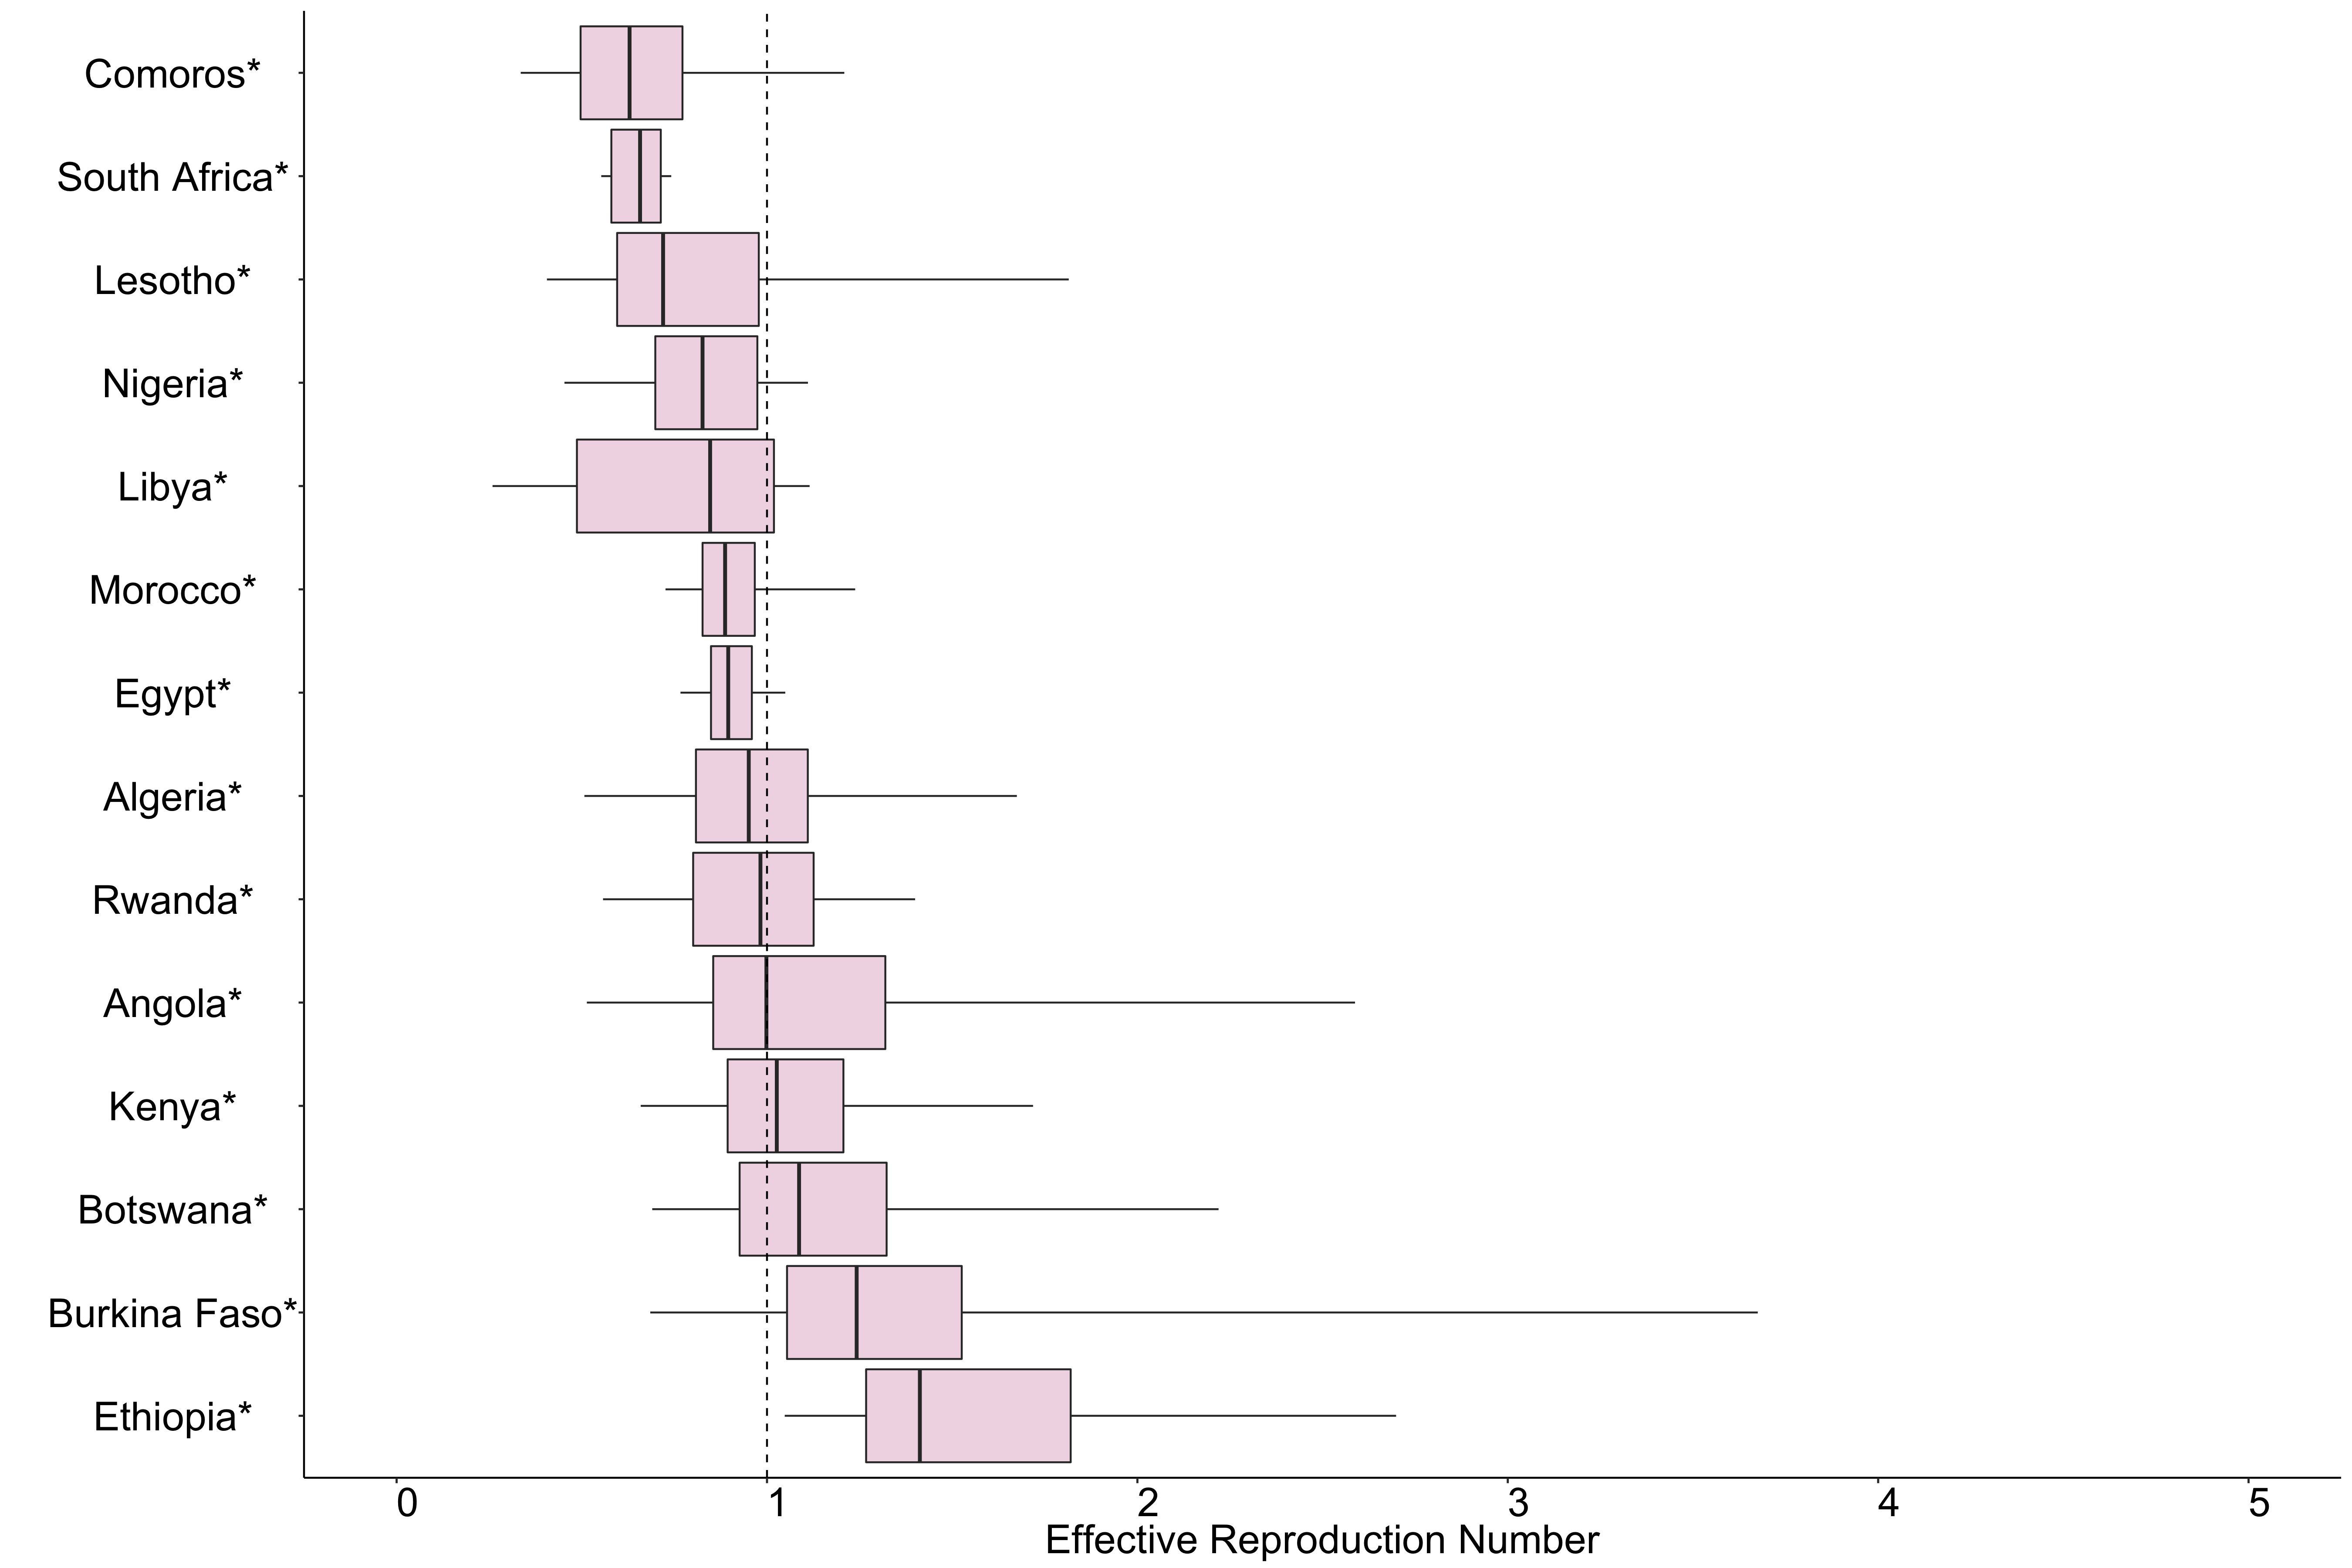 Comoros*
South Africa*
Lesotho*
Nigeria*
Libya*
Morocco*
Egypt*
Algeria*
Rwanda*
Angola*
Kenya*
Botswana*
Burkina Faso*
Ethiopia*
0 1 2 3 4 5
Effective Reproduction Number